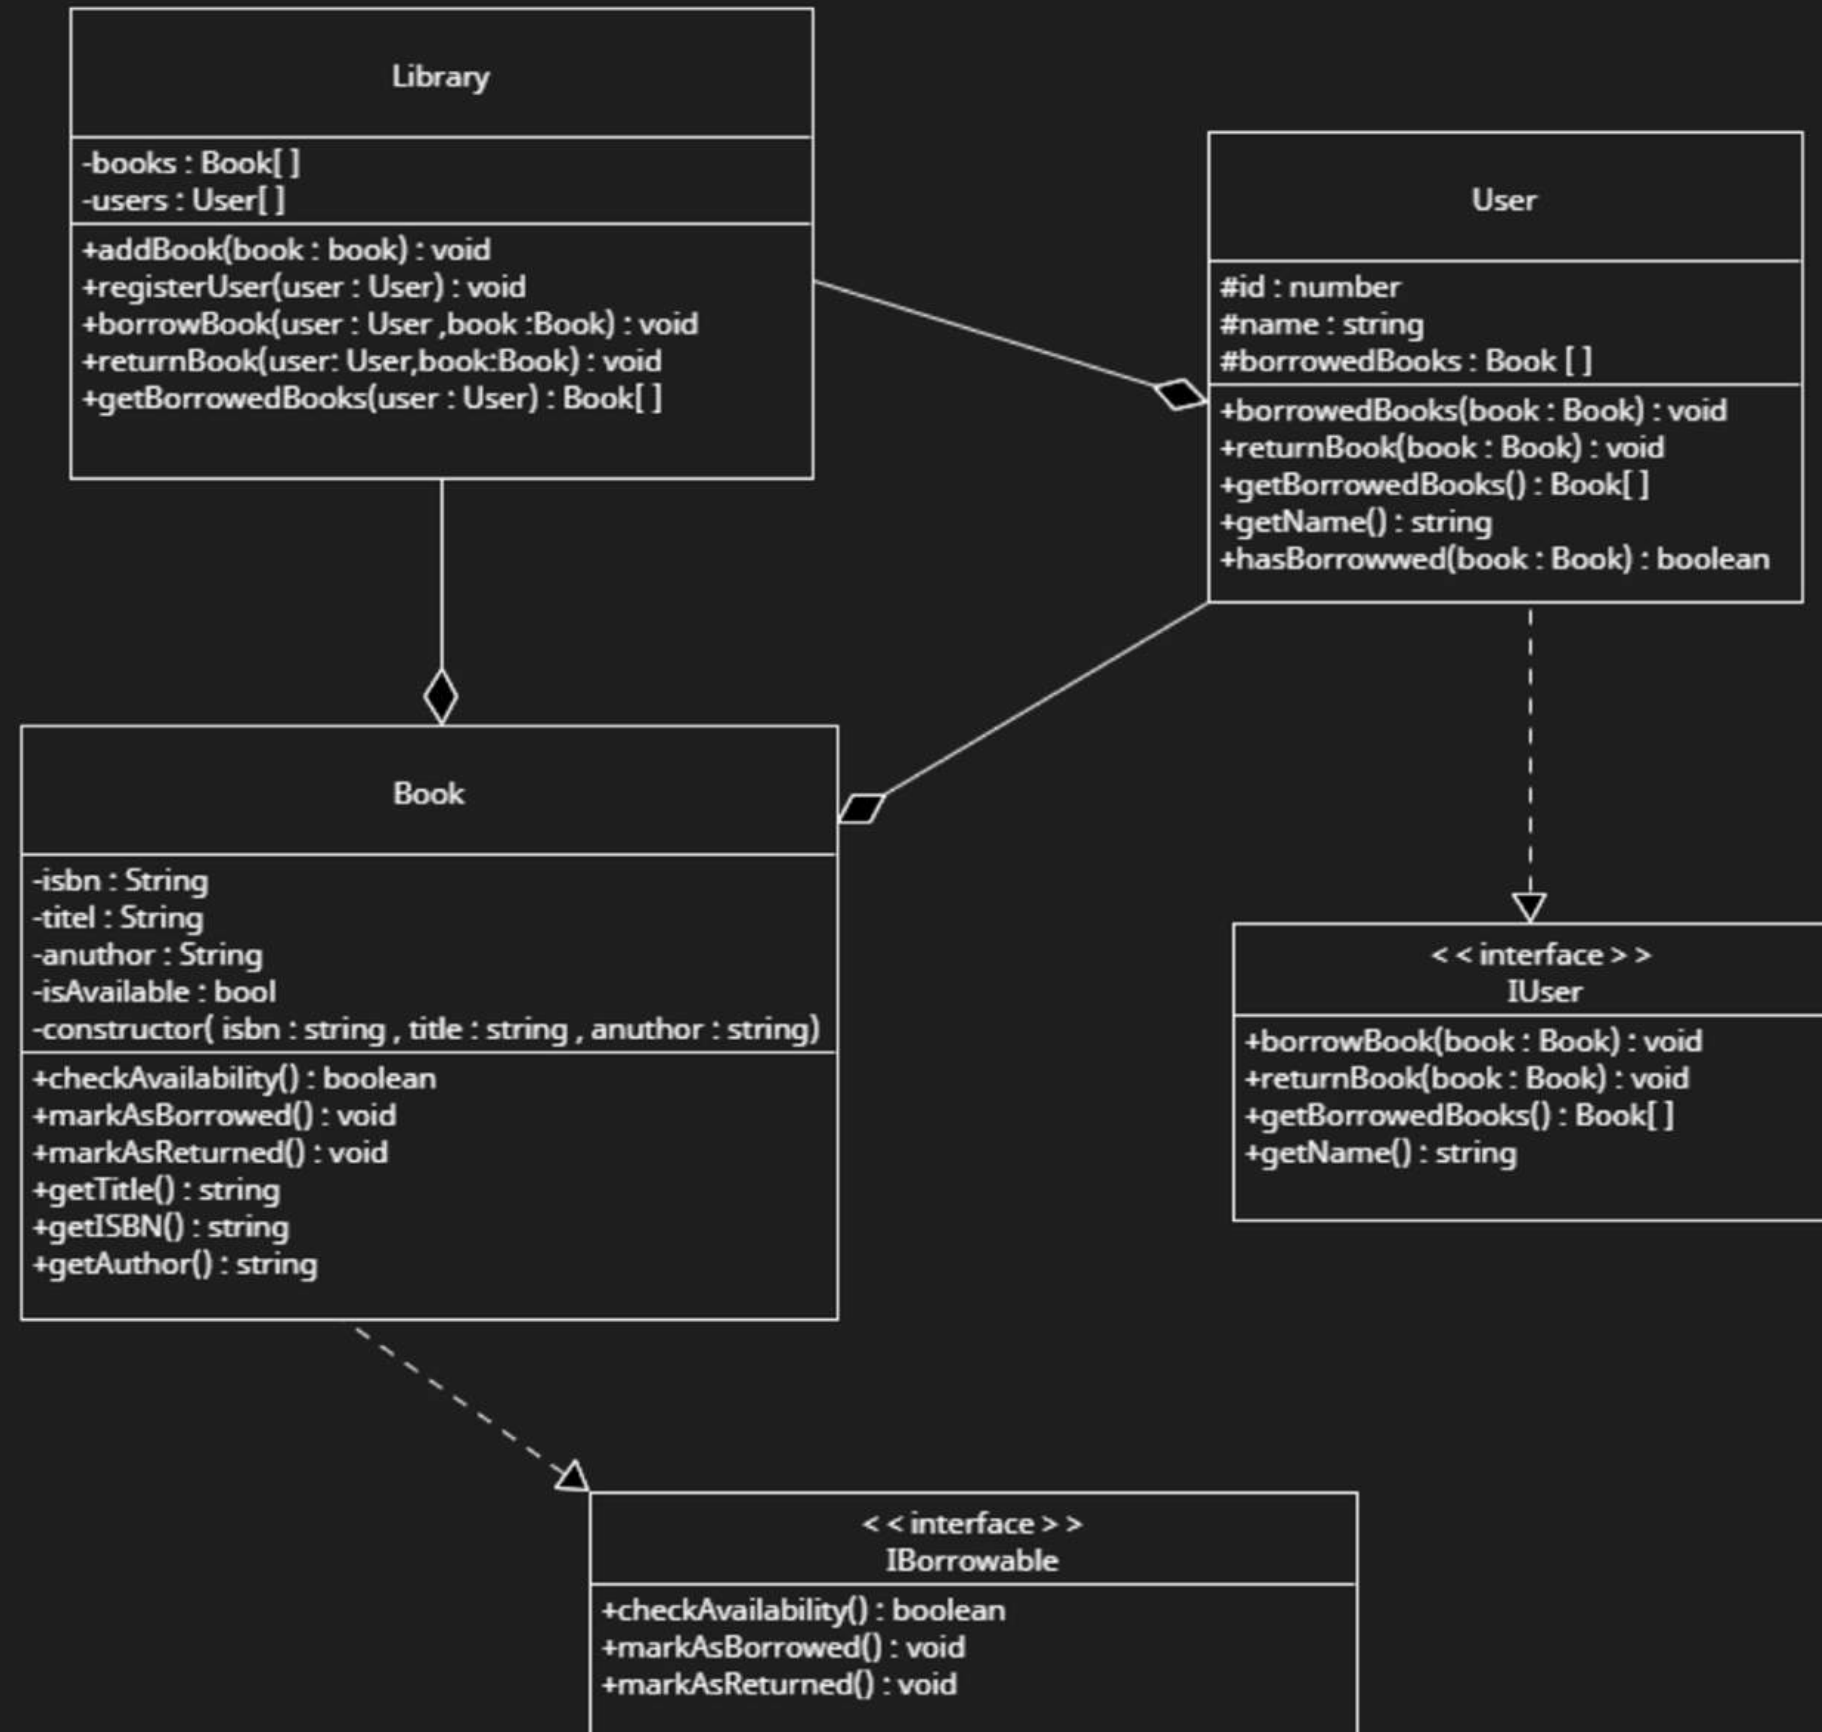 Library
-books : Book[ ]
-users : User[ ]
+addBook(book : book) : void
+registerUser(user : User) : void
+borrowBook(user : User ,book :Book) : void
+returnBook(user: User,book:Book) : void
+getBorrowedBooks(user : User) : Book[ ]
User
#id : number
#name : string
#borrowedBooks : Book [ ]
+borrowedBooks(book : Book) : void
+returnBook(book : Book) : void
+getBorrowedBooks() : Book[ ]
+getName() : string
+hasBorrowwed(book : Book) : boolean
Book
-isbn : String
-titel : String
-anuthor : String
-isAvailable : bool
-constructor( isbn : string , title : string , anuthor : string)
+checkAvailability() : boolean
+markAsBorrowed() : void
+markAsReturned() : void
+getTitle() : string
+getISBN() : string
+getAuthor() : string
< < interface > >
IUser
+borrowBook(book : Book) : void
+returnBook(book : Book) : void
+getBorrowedBooks() : Book[ ]
+getName() : string
< < interface > >
IBorrowable
+checkAvailability() : boolean
+markAsBorrowed() : void
+markAsReturned() : void